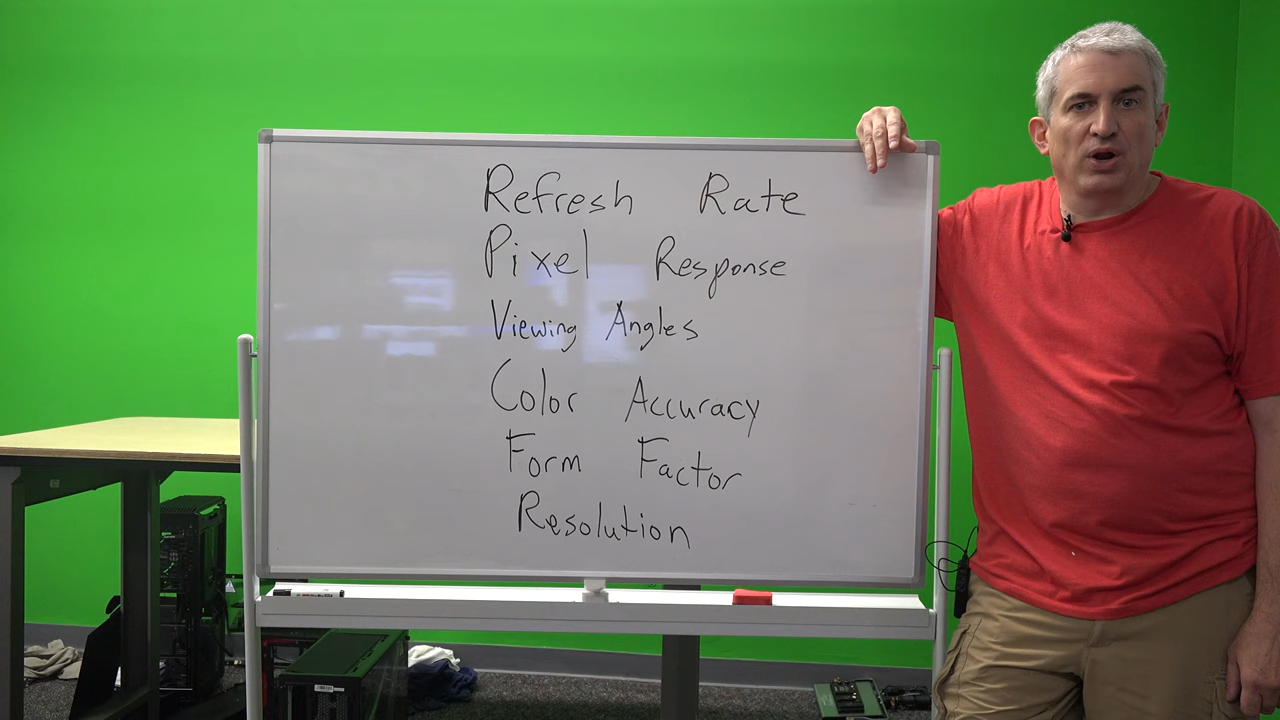 Refresh Rate
Pixel Response
Viewing Angles
Color Accuracy
Form Factor
Resolution